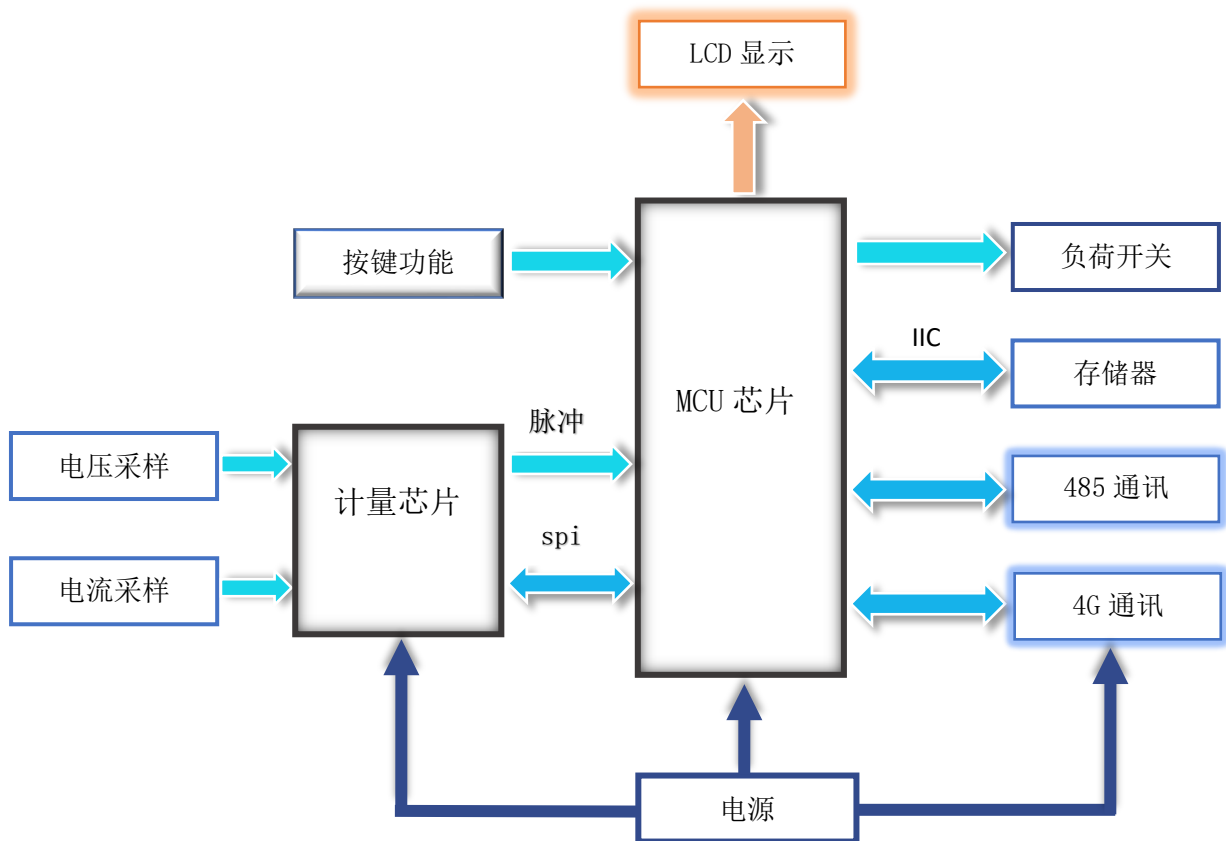 LCD 显示
按键功能
负荷开关
IIC
存储器
MCU 芯片
脉冲
电压采样
计量芯片
485 通讯
spi
电流采样
4G 通讯
电源